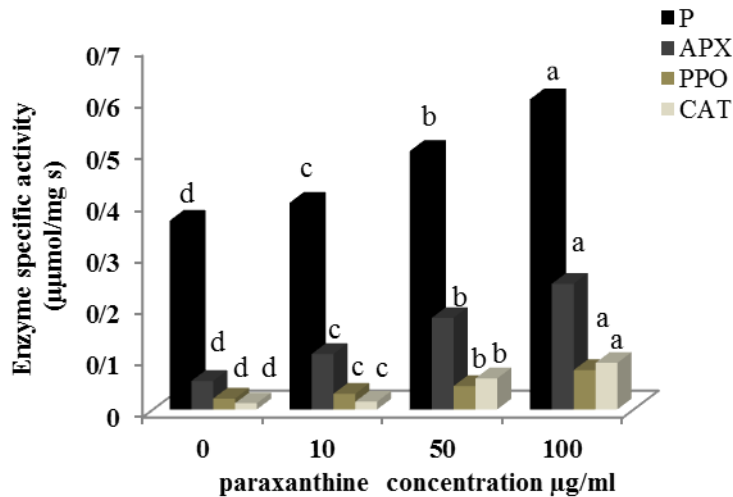 P
APX
PPO
CAT
Enzyme specific activity
(µµmol/mg s)
0/7
0/6
0/5
0/4
0/3
0/2
0/1
0
d
d
d
d
c
c
c
c
b
b
b
b
a
a
a
a
0
10
50
100
paraxanthine concentration µg/ml